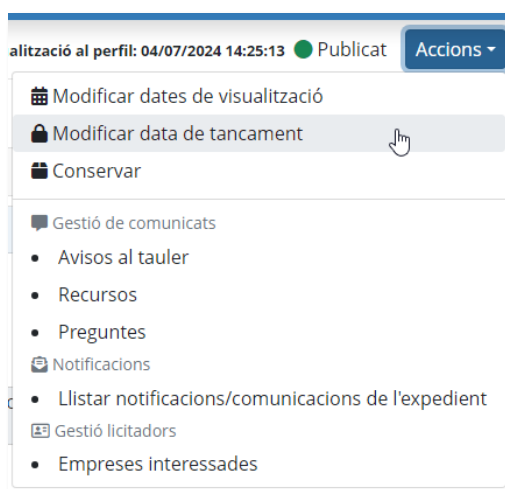 alització al perfil: 04/07/2024 14:25:13 Publicat Accions
Modificar dates de visualització
Modificar data de tancament
Conservar
Gestió de comunicats
• Avisos al tauler
• Recursos
• Preguntes
Notificacions
• Llistar notificacions/comunicacions de l'expedient
Gestió licitadors
• Empreses interessades